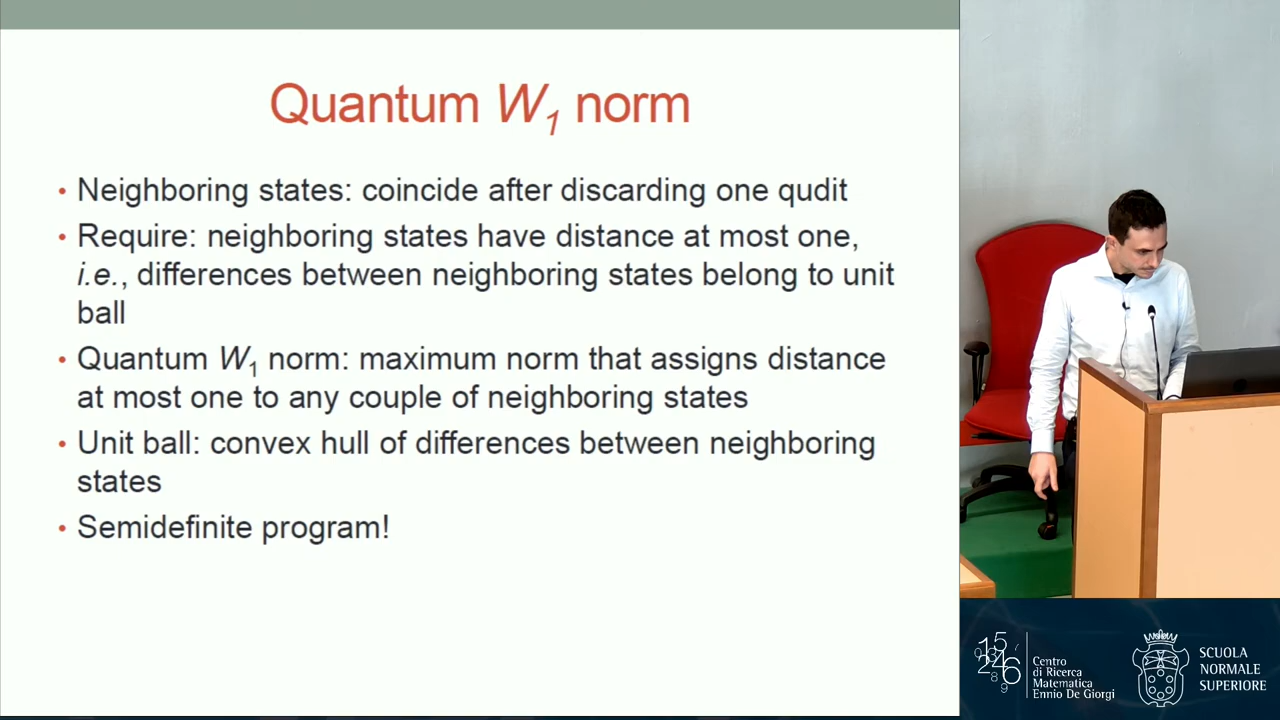 Quantum W1 norm
• Neighboring states: coincide after discarding one qudit
• Require: neighboring states have distance at most one,
i.e., differences between neighboring states belong to unit
ball
• Quantum W1 norm: maximum norm that assigns distance
at most one to any couple of neighboring states
• Unit ball: convex hull of differences between neighboring
states
• Semidefinite program!
Centro
di Ricerca
Matematica
Ennio De Giorgi
SCUOLA
NORMALE
SUPERIORE